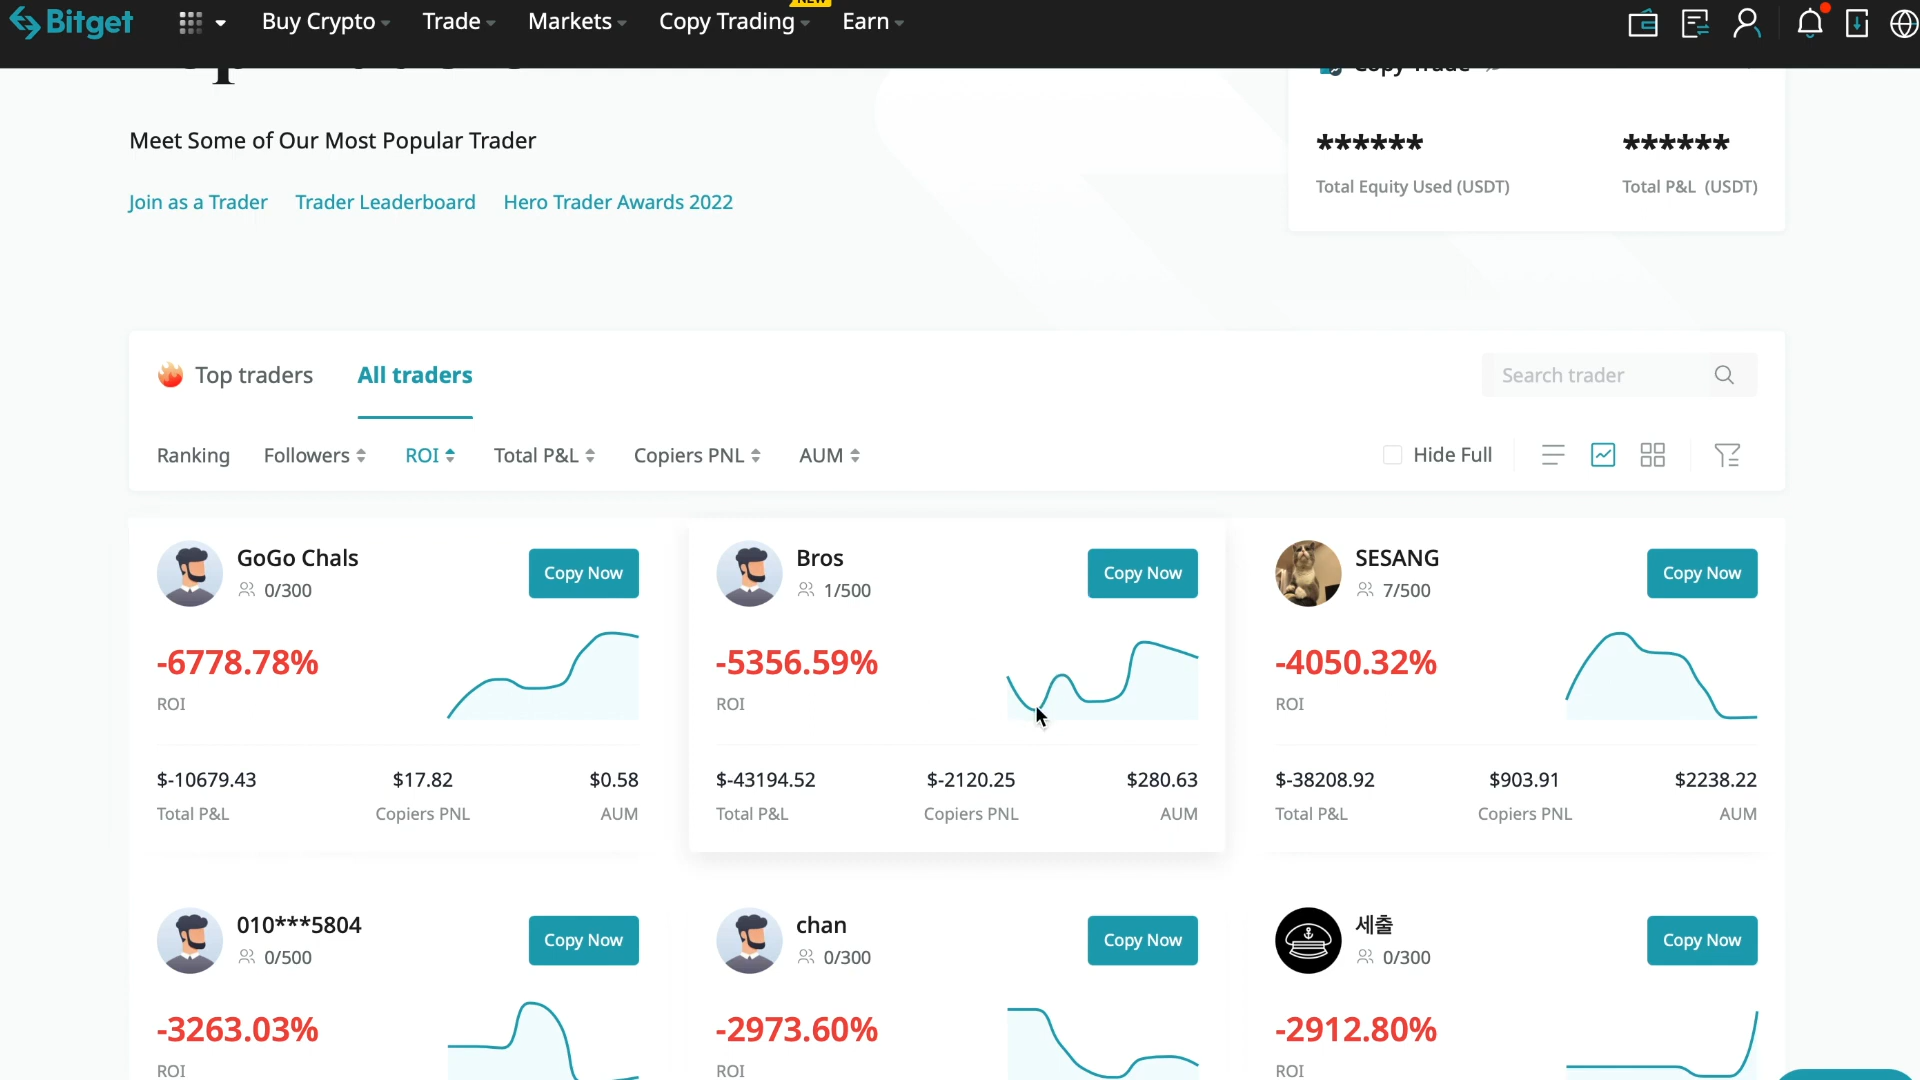 Bitget
Buy Crypto
Trade
Markets
Copy Trading
NEW
Earn
Copy Trade
Meet Some of Our Most Popular Trader
Join as a Trader
Trader Leaderboard
Hero Trader Awards 2022
****** ******
Total Equity Used (USDT) Total P&L (USDT)
Top traders
All traders
Search trader
Ranking
Followers
ROI
Total P&L
Copiers PNL
AUM
Hide Full
GoGo Chals
0/300
Copy Now
-6778.78%
ROI
$-10679.43 $17.82 $0.58
Total P&L Copiers PNL AUM
Bros
1/500
Copy Now
-5356.59%
ROI
$-43194.52 $-2120.25 $280.63
Total P&L Copiers PNL AUM
SESANG
7/500
Copy Now
-4050.32%
ROI
$-38208.92 $903.91 $2238.22
Total P&L Copiers PNL AUM
010***5804
0/500
Copy Now
-3263.03%
ROI
chan
0/300
Copy Now
-2973.60%
ROI
세출
0/300
Copy Now
-2912.80%
ROI